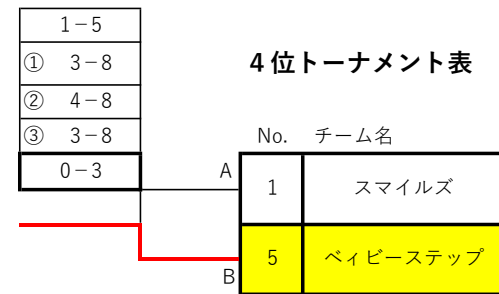 1－5
① 3－8
4位トーナメント表
② 4－8
③ 3－8
No. チーム名
0－3
A
1 スマイルズ
5 ベィビーステップ
B